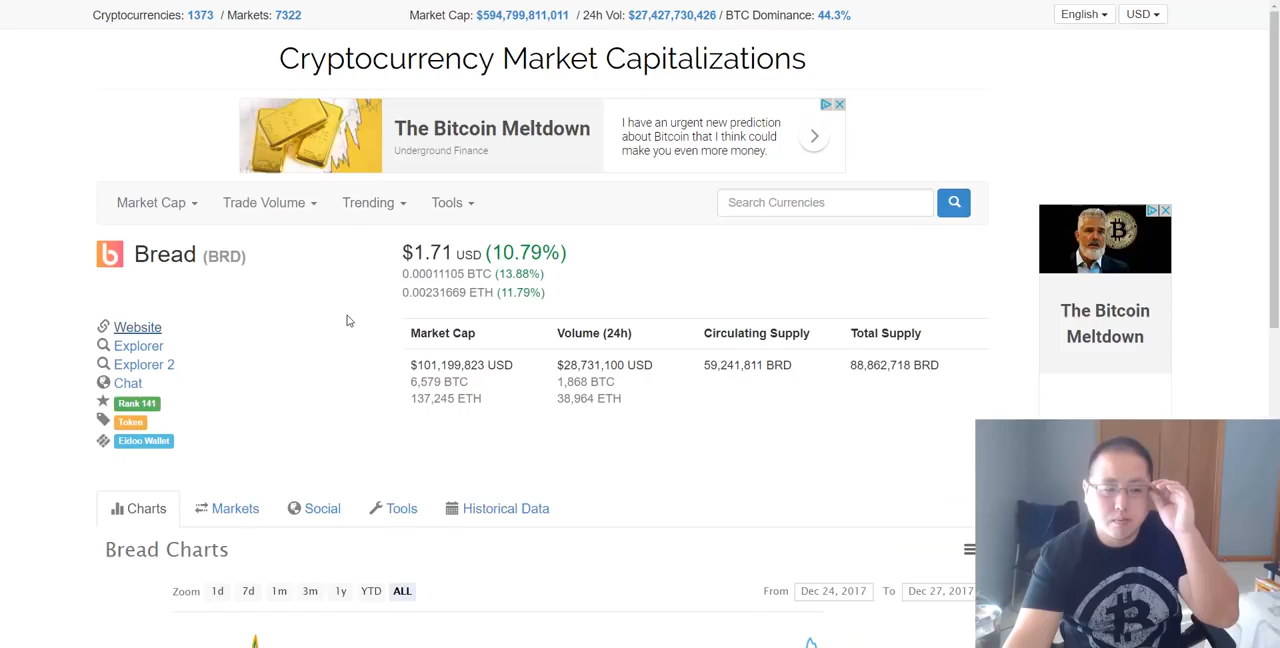 Cryptocurrencies: 1373 / Markets: 7322
Market Cap: $594,799,811,011 / 24h Vol: $27,427,730,426 / BTC Dominance: 44.3%
English
USD
Cryptocurrency Market Capitalizations
The Bitcoin Meltdown
Underground Finance
I have an urgent new prediction
about Bitcoin that I think could
make you even more money.
Market Cap
Trade Volume
Trending
Tools
Search Currencies
Bread (BRD)
$1.71 USD (10.79%)
0.00011105 BTC (13.88%)
0.00231669 ETH (11.79%)
Website
Explorer
Explorer 2
Chat
Rank 141
Token
Eidoo Wallet
Market Cap Volume (24h) Circulating Supply Total Supply
$101,199,823 USD $28,731,100 USD 59,241,811 BRD 88,862,718 BRD
6,579 BTC 1,868 BTC
137,245 ETH 38,964 ETH
The Bitcoin
Meltdown
Charts Markets Social Tools Historical Data
Bread Charts
Zoom 1d 7d 1m 3m 1y YTD ALL
From Dec 24, 2017 To Dec 27, 2017